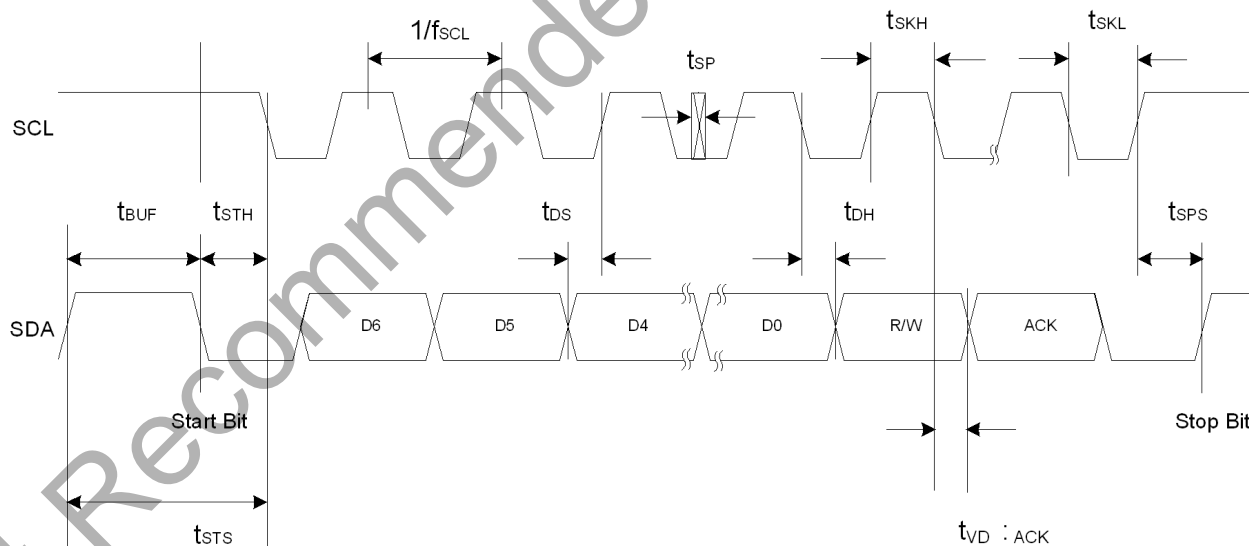 1/fSCL
tSKH
tSKL
tSP
SCL
tBUF
tSTH
tDS
tDH
tSPS
SDA
D6
D5
D4
D0
R/W
ACK
Start Bit
Stop Bit
tSTS
tVD : ACK
Recommende